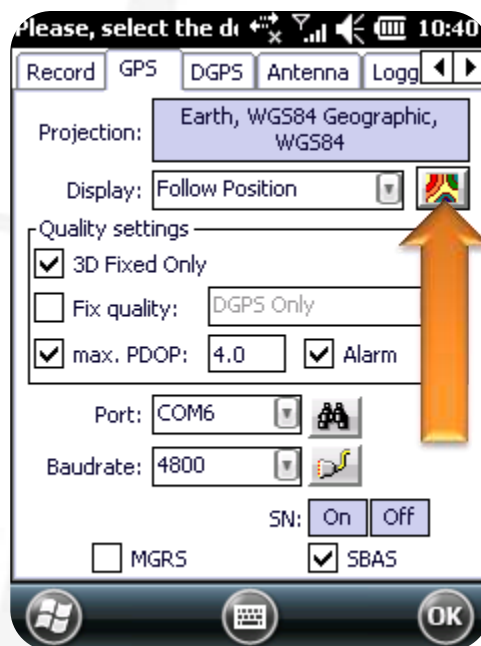 Please, select the d 10:40
Record GPS DGPS Antenna Logg
Projection: Earth, WGS84 Geographic,
WGS84
Display: Follow Position
Quality settings
3D Fixed Only
Fix quality: DGPS Only
max. PDOP: 4.0 Alarm
Port: COM6
Baudrate: 4800
SN: On Off
MGRS SBAS
OK